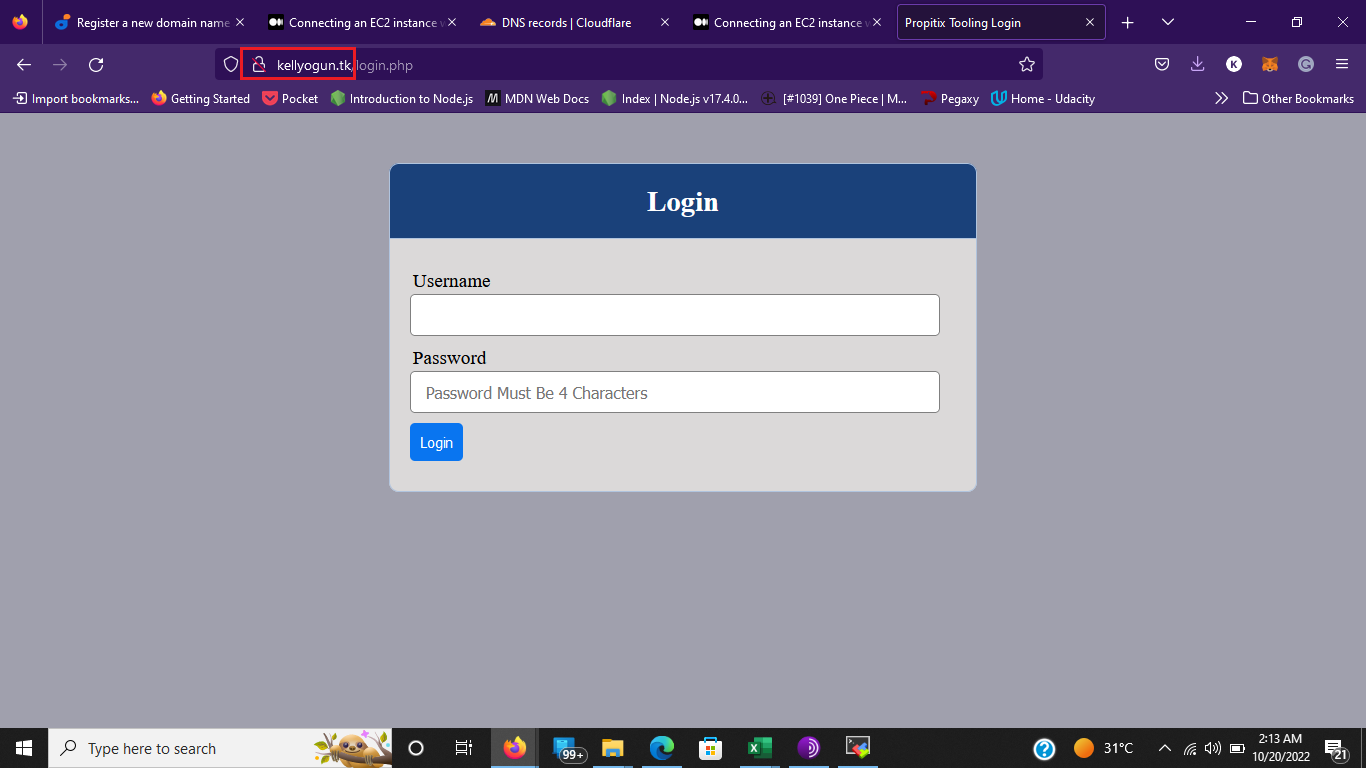 Register a new domain name
Connecting an EC2 instance w
DNS records | Cloudflare
Connecting an EC2 instance w
Propitix Tooling Login
kellyogun.tk/login.php
K
G
Import bookmarks...
Getting Started
Pocket
Introduction to Node.js
M
MDN Web Docs
Index | Node.js v17.4.0...
[#1039] One Piece | M...
Pegaxy
Home - Udacity
Other Bookmarks
Login
Username
Password
Password Must Be 4 Characters
Login
Type here to search
99+
31°C
2:13 AM
10/20/2022
21